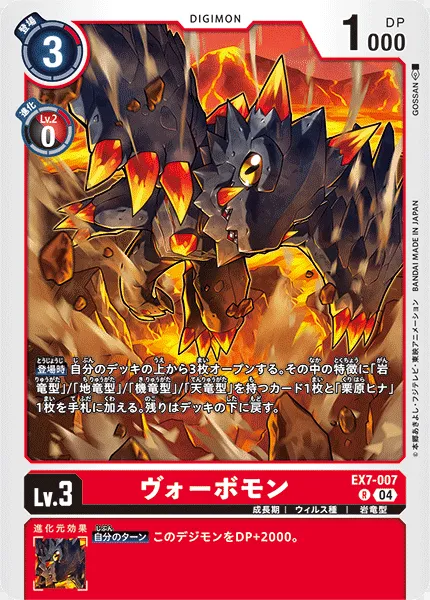 登場
3
DIGIMON
1000
DP
進化
Lv.2
0
GOSSAN
BANDAI MADE IN JAPAN
©本郷あきよし・フジテレビ・東映アニメーション
登場時 自分のデッキの上から3枚オープンする。その中の特徴に「岩
竜型」/「地竜型」/「機竜型」/「天竜型」を持つカード1枚と「栗原ヒナ」
1枚を手札に加える。残りはデッキの下に戻す。
Lv.3
ヴォーボモン
EX7-007
R 04
成長期 | ウィルス種 | 岩竜型
進化元効果
自分のターン このデジモンをDP+2000。